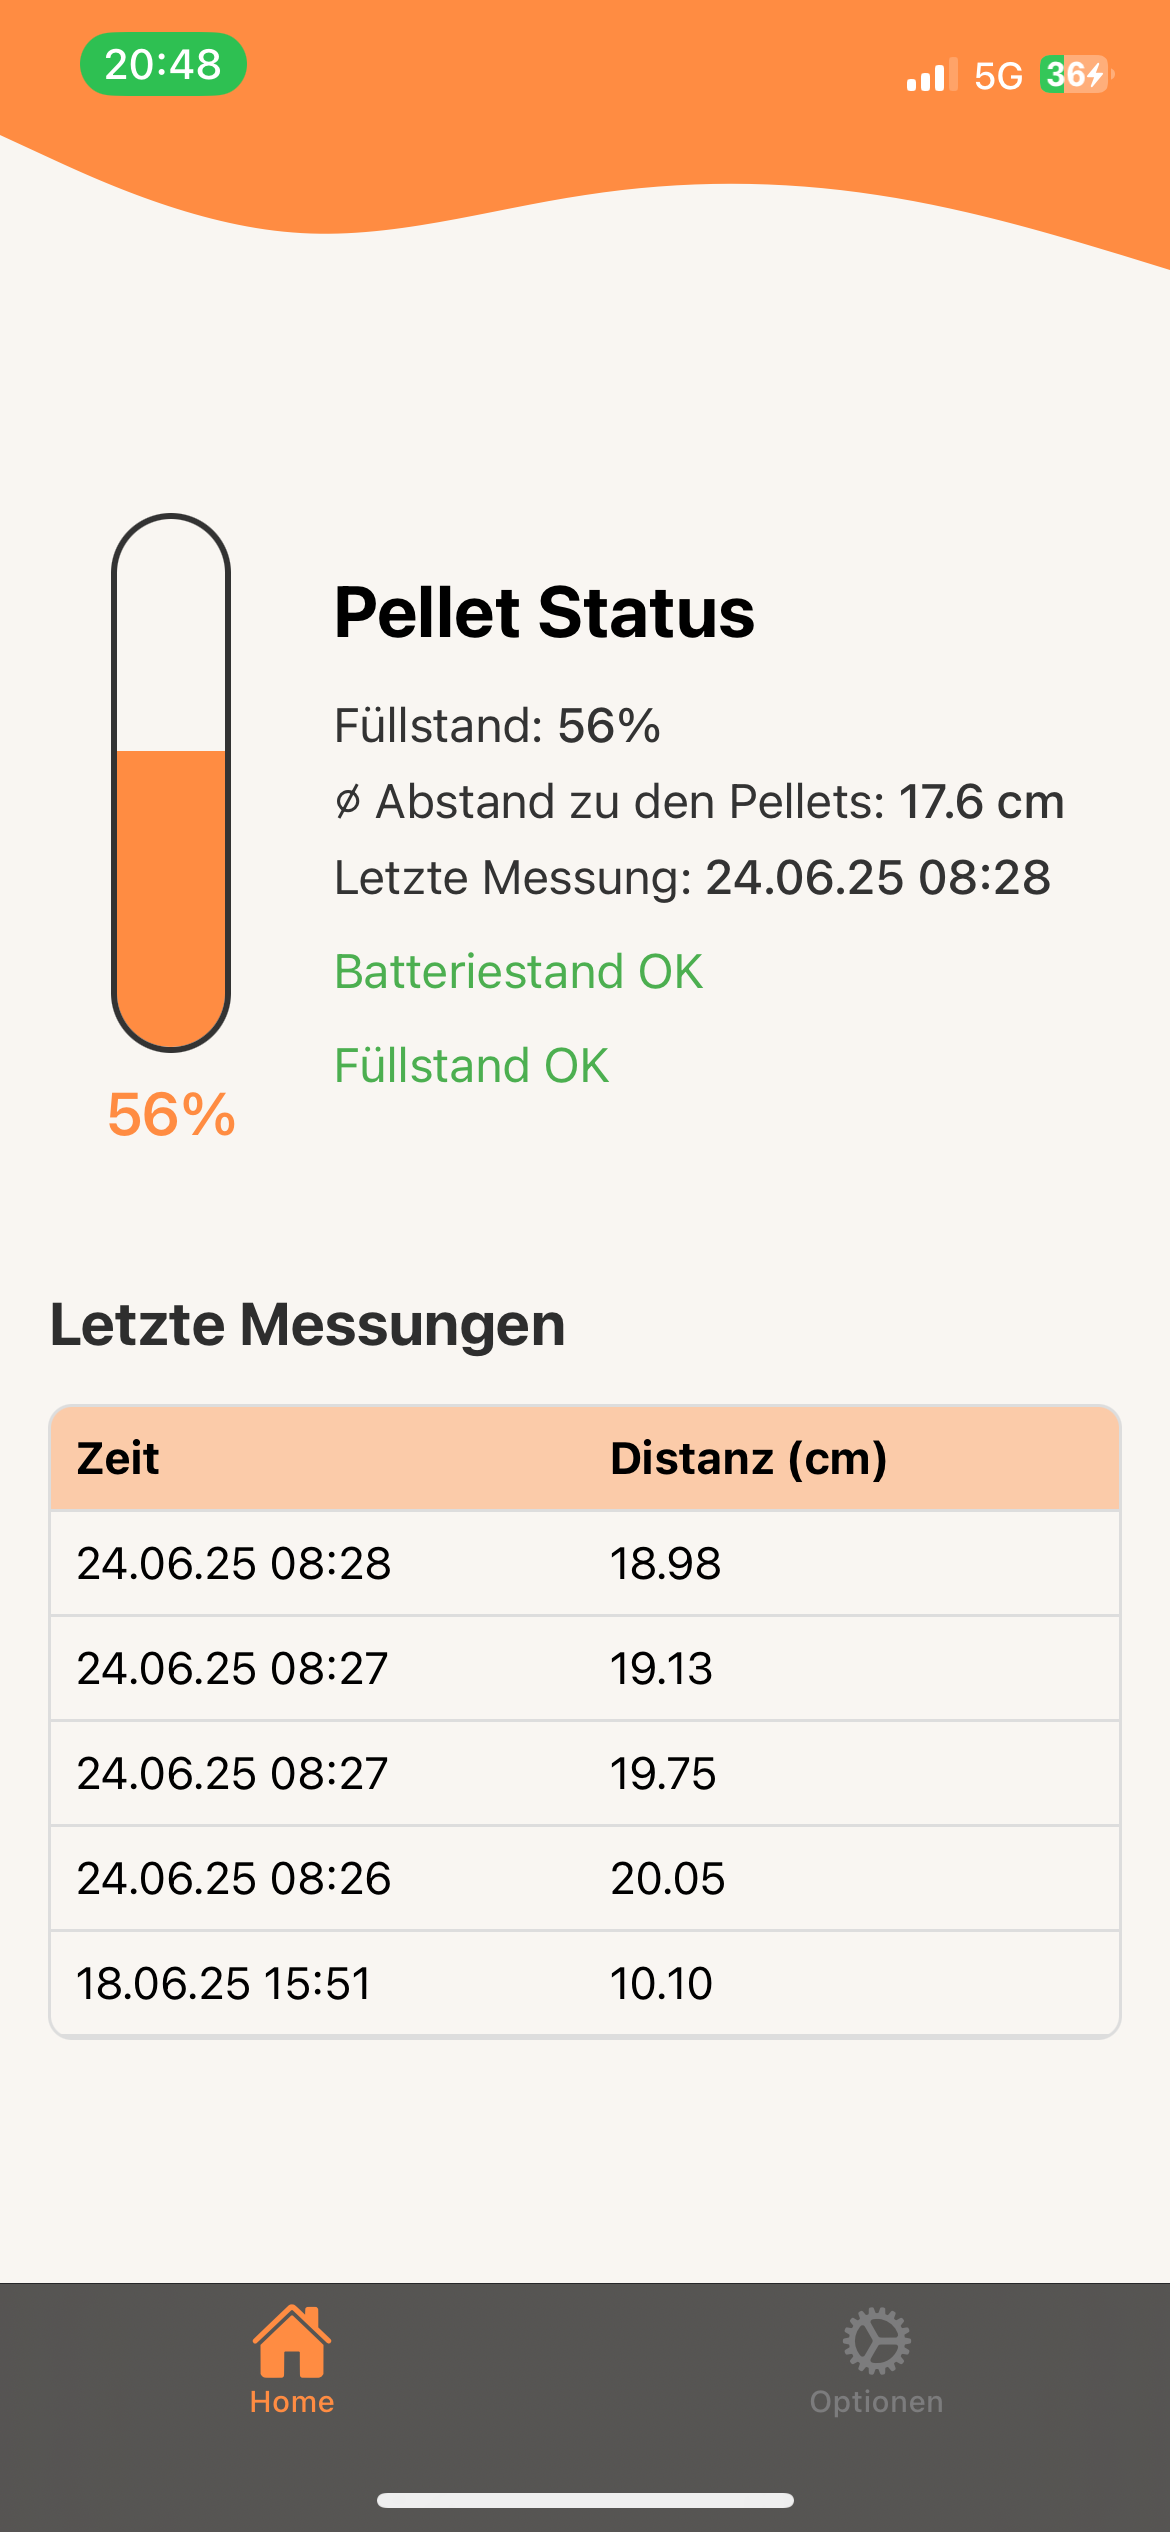 20:48 5G 36
Pellet Status
Füllstand: 56%
⌀ Abstand zu den Pellets: 17.6 cm
Letzte Messung: 24.06.25 08:28
Batteriestand OK
Füllstand OK
56%
Letzte Messungen
Zeit Distanz (cm)
24.06.25 08:28 18.98
24.06.25 08:27 19.13
24.06.25 08:27 19.75
24.06.25 08:26 20.05
18.06.25 15:51 10.10
Home Optionen